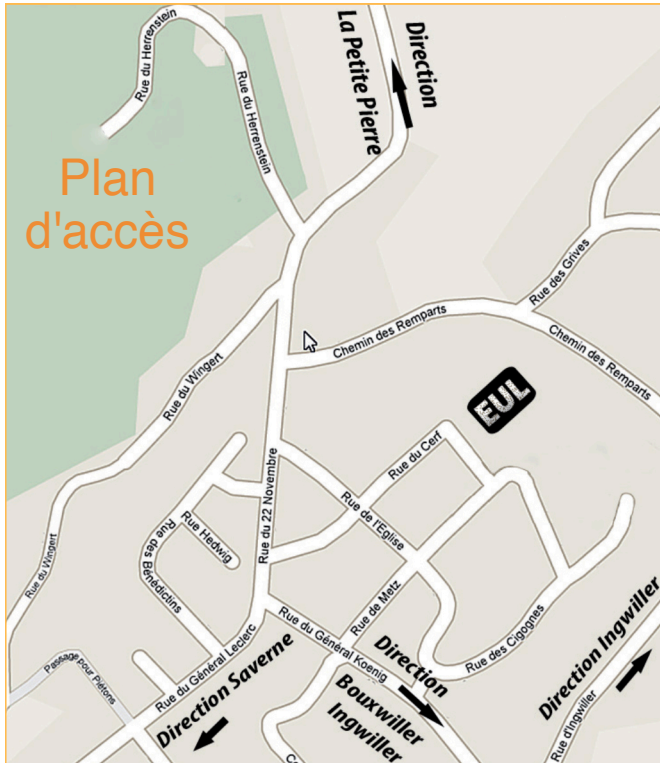 Rue du Herrenstein
Rue du Herrenstein
Direction
La Petite Pierre
Plan
d'accès
Rue des Grives
Chemin des Remparts
Chemin des Remparts
Rue du Wingert
EUL
Rue du Cerf
Rue du 22 Novembre
Rue de l'Eglise
Rue Hedwig
Rue des Bénédictins
Rue du Wingert
Rue de Metz
Rue des Cigognes
Rue du Général Koenig
Rue du Général Leclerc
Passage pour Piétons
Direction Saverne
Direction
Bouxwiller
Ingwiller
Direction Ingwiller
Rue d'Ingwiller